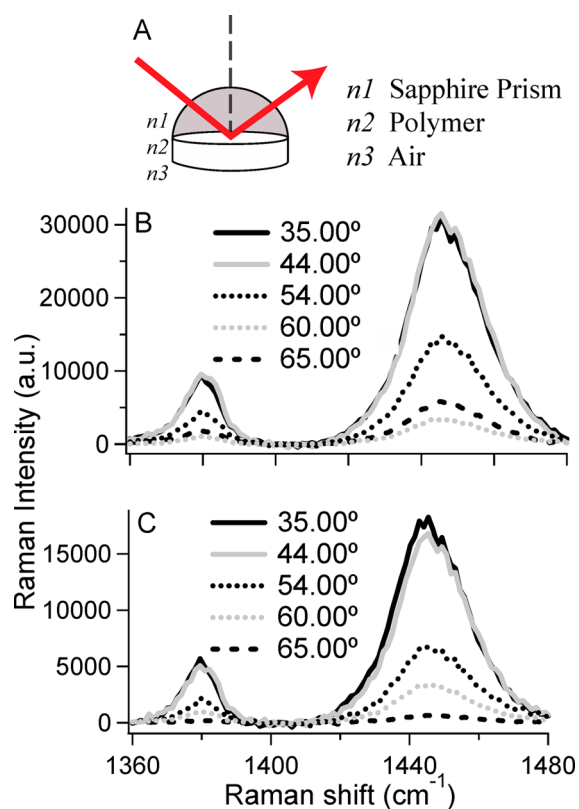 A
n1
n2
n3
n1 Sapphire Prism
n2 Polymer
n3 Air
Raman Intensity (a.u.)
B
30000
20000
10000
0
35.00º
44.00º
54.00º
60.00º
65.00º
C
15000
10000
5000
0
35.00º
44.00º
54.00º
60.00º
65.00º
1360
1400
1440
1480
Raman shift (cm⁻¹)